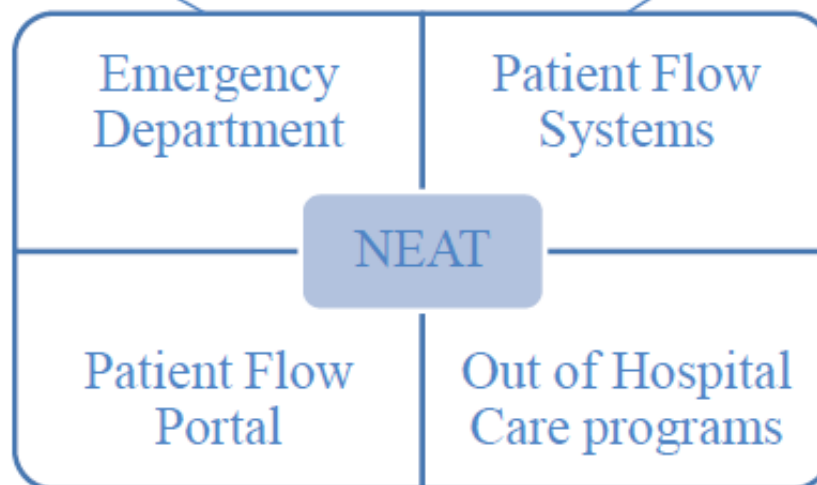 Emergency
Department
Patient Flow
Systems
NEAT
Patient Flow
Portal
Out of Hospital
Care programs